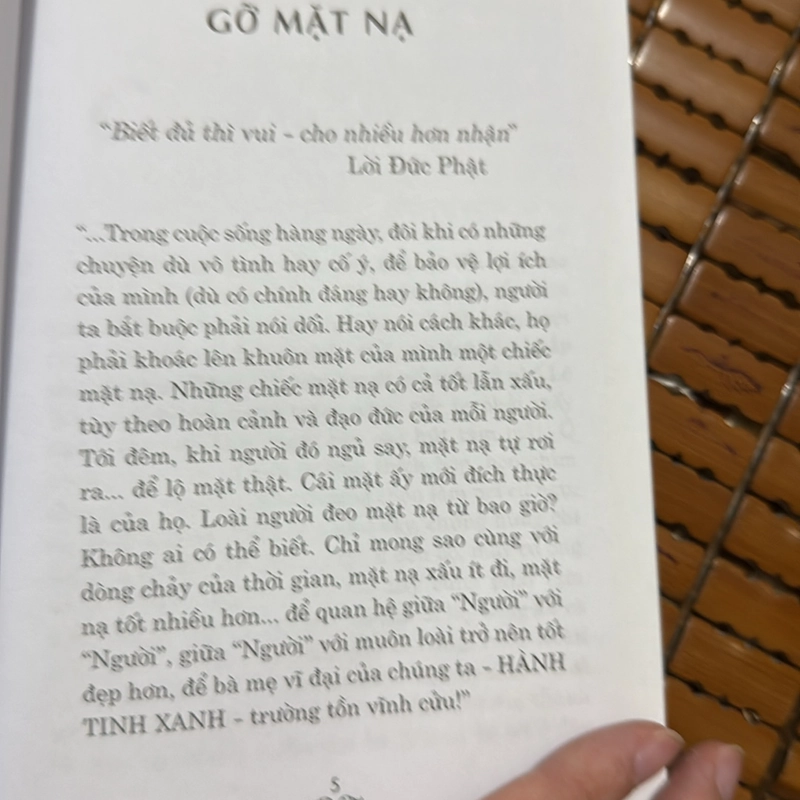 GỠ MẶT NẠ
“Biết đủ thì vui - cho nhiều hơn nhận”
Lời Đức Phật
“...Trong cuộc sống hàng ngày, đôi khi có những
chuyện dù vô tình hay cố ý, để bảo vệ lợi ích
của mình (dù có chính đáng hay không), người
ta bắt buộc phải nói dối. Hay nói cách khác, họ
phải khoác lên khuôn mặt của mình một chiếc
mặt nạ. Những chiếc mặt nạ có cả tốt lẫn xấu,
tùy theo hoàn cảnh và đạo đức của mỗi người.
Tối đêm, khi người đó ngủ say, mặt nạ tự rơi
ra... để lộ mặt thật. Cái mặt ấy mới đích thực
là của họ. Loài người đeo mặt nạ từ bao giờ?
Không ai có thể biết. Chỉ mong sao cùng với
dòng chảy của thời gian, mặt nạ xấu ít đi, mặt
nạ tốt nhiều hơn... để quan hệ giữa “Người” với
“Người”, giữa “Người” với muôn loài trở nên tốt
đẹp hơn, để bà mẹ vĩ đại của chúng ta - HÀNH
TINH XANH - trường tồn vĩnh cửu!”
5